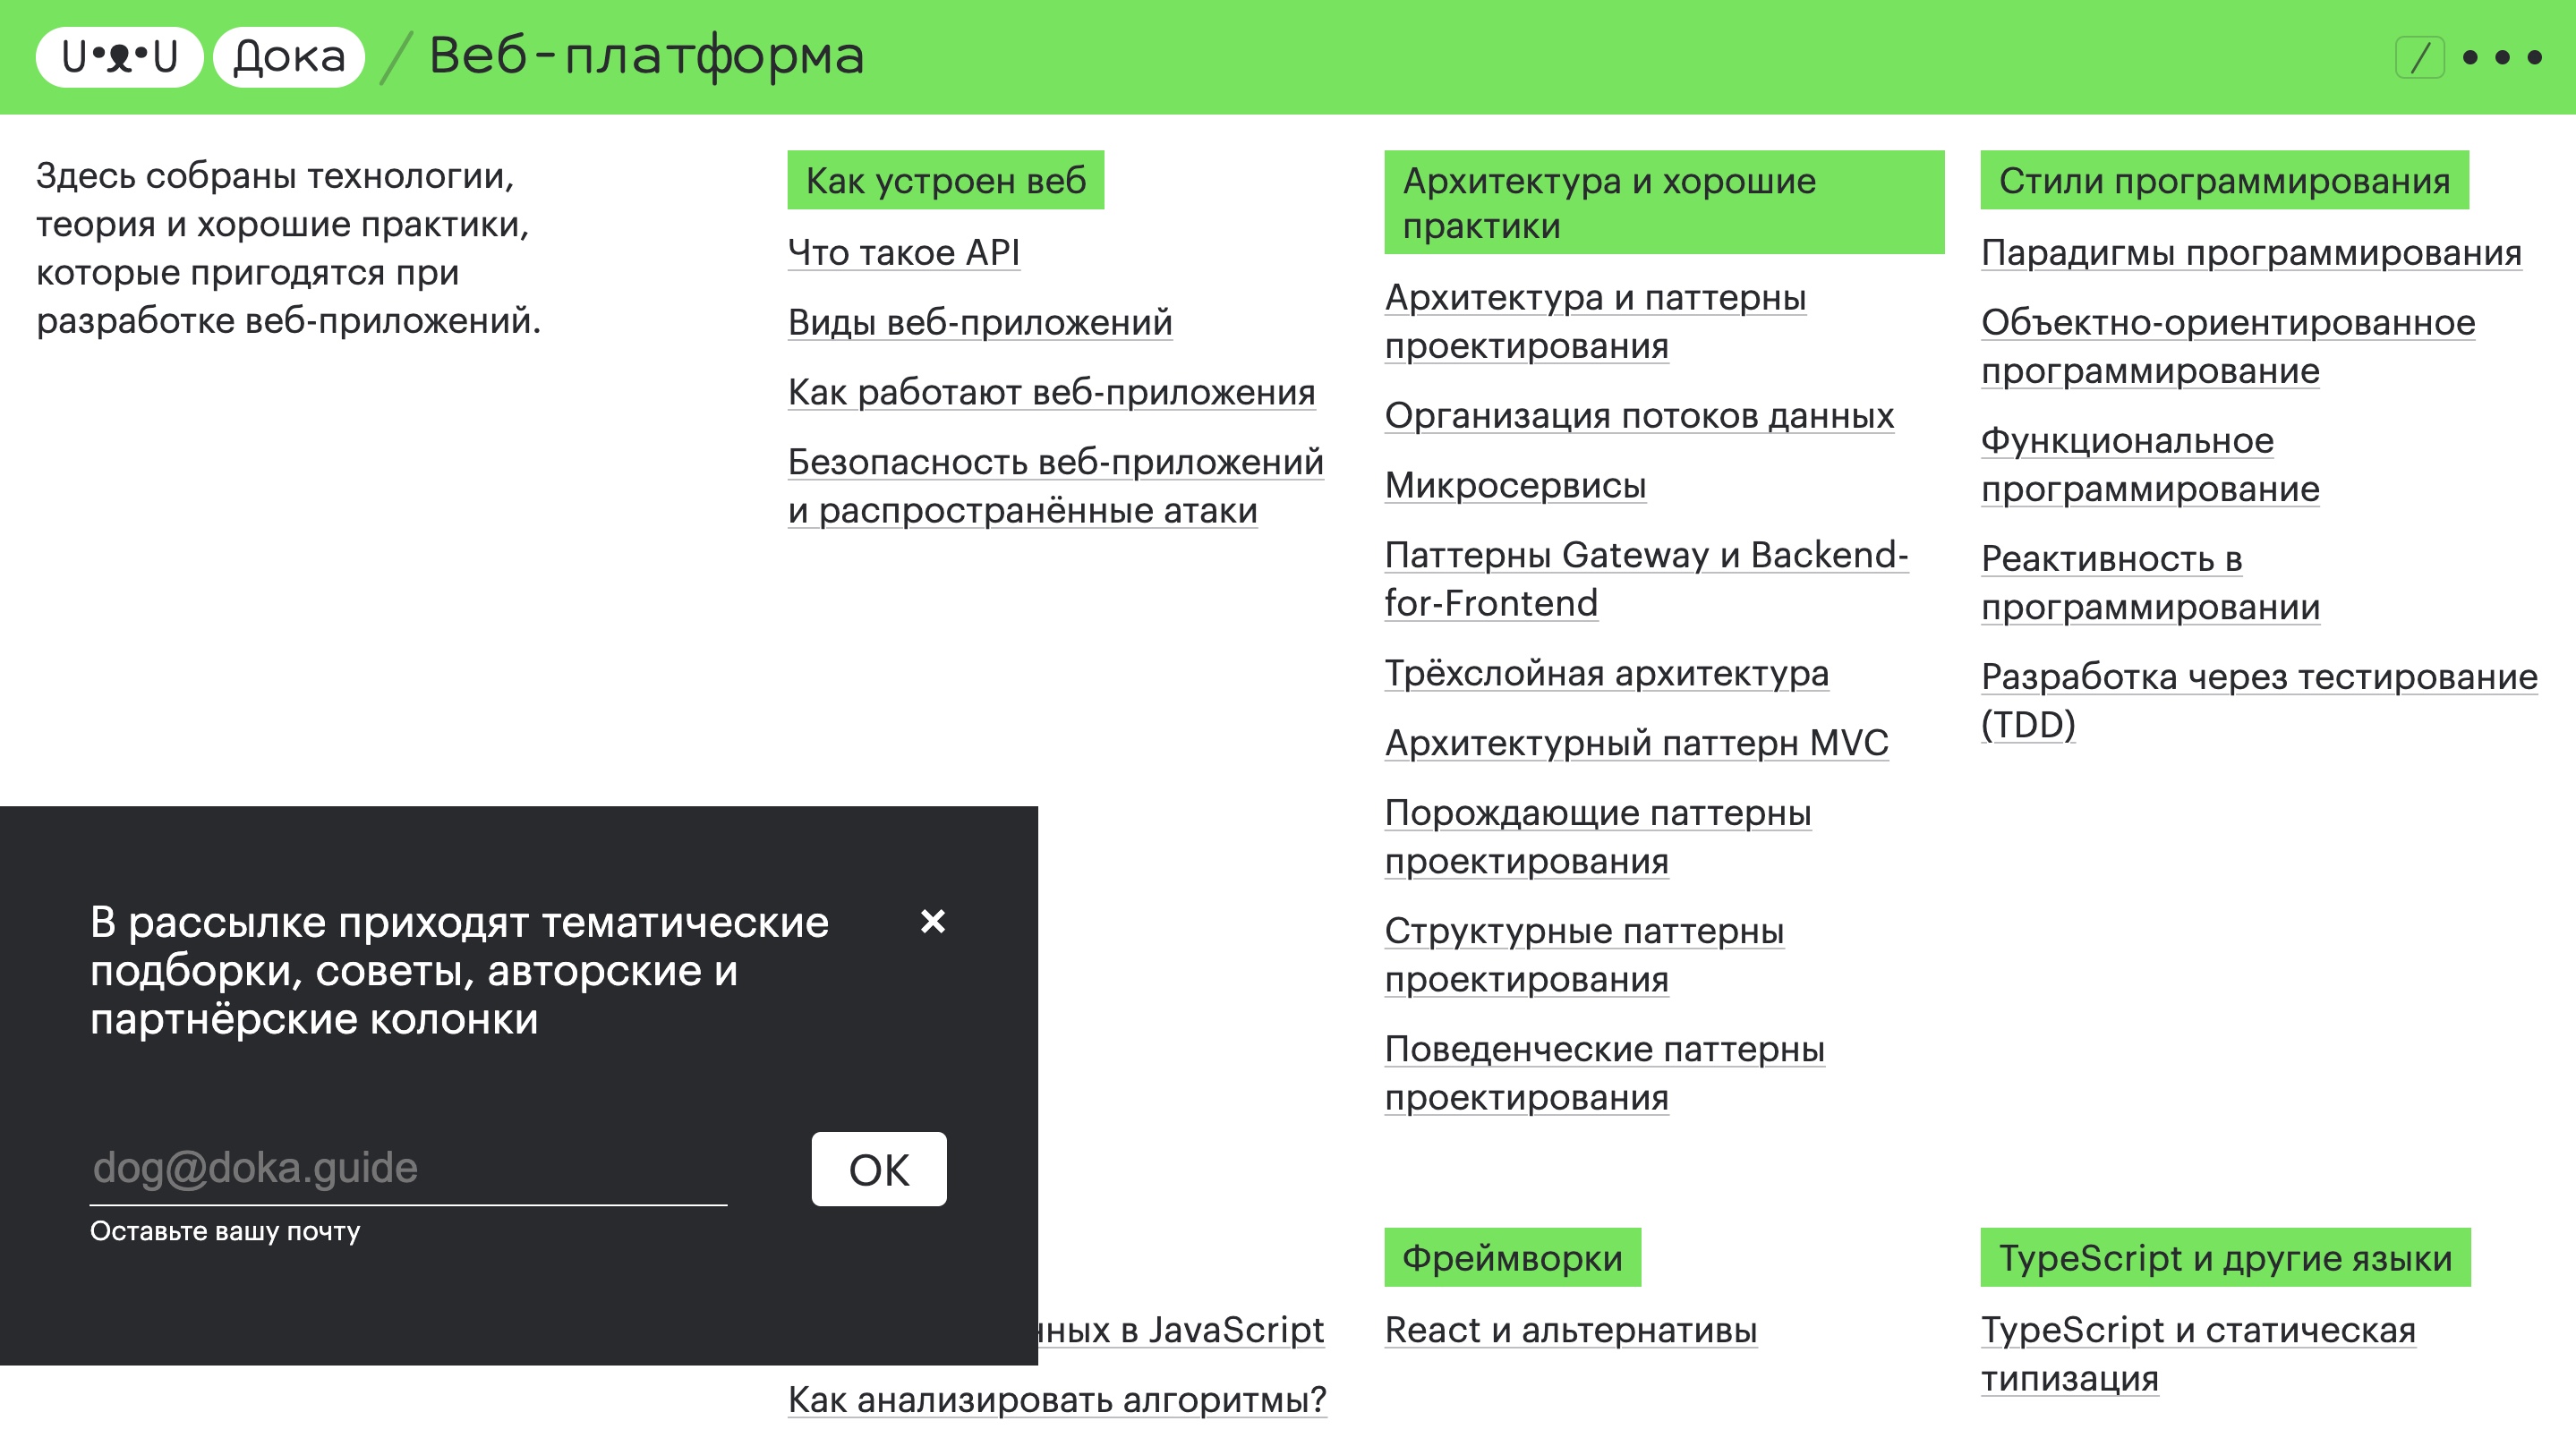 Дока / Веб-платформа
/
Здесь собраны технологии,
теория и хорошие практики,
которые пригодятся при
разработке веб-приложений.
Как устроен веб
Что такое API
Виды веб-приложений
Как работают веб-приложения
Безопасность веб-приложений
и распространённые атаки
Архитектура и хорошие
практики
Архитектура и паттерны
проектирования
Организация потоков данных
Микросервисы
Паттерны Gateway и Backend-
for-Frontend
Трёхслойная архитектура
Архитектурный паттерн MVC
Порождающие паттерны
проектирования
Структурные паттерны
проектирования
Поведенческие паттерны
проектирования
Стили программирования
Парадигмы программирования
Объектно-ориентированное
программирование
Функциональное
программирование
Реактивность в
программировании
Разработка через тестирование
(TDD)
В рассылке приходят тематические
подборки, советы, авторские и
партнёрские колонки
×
dog@doka.guide
OK
Оставьте вашу почту
в JavaScript
Как анализировать алгоритмы?
Фреймворки
React и альтернативы
TypeScript и другие языки
TypeScript и статическая
типизация